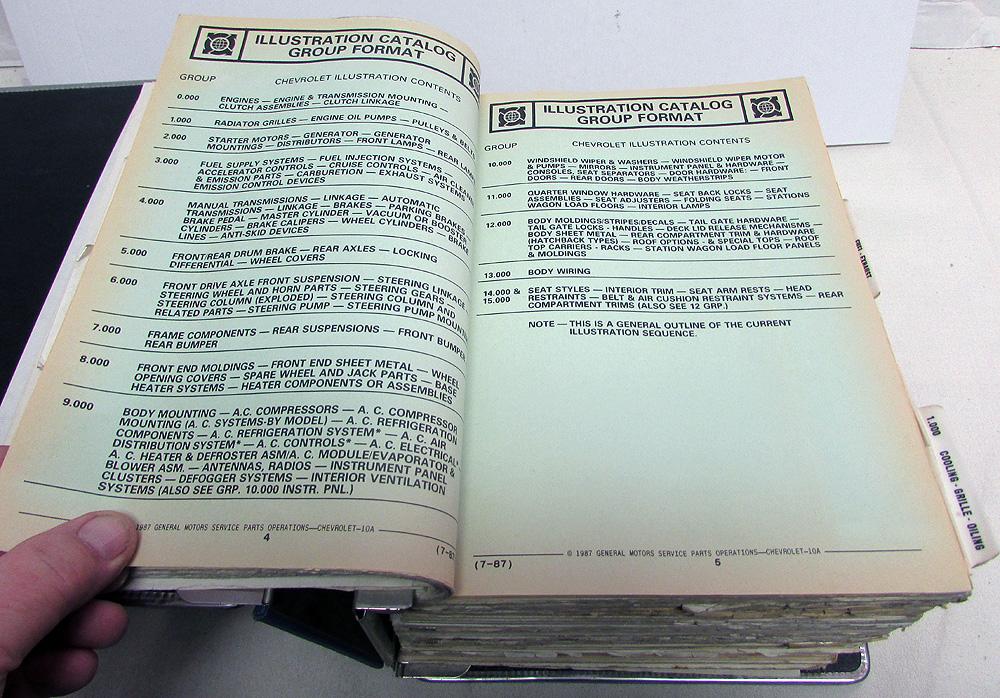 ILLUSTRATION CATALOG
GROUP FORMAT
GROUP CHEVROLET ILLUSTRATION CONTENTS
0.000 ENGINES — ENGINE & TRANSMISSION MOUNTING —
CLUTCH ASSEMBLIES — CLUTCH LINKAGE
1.000 RADIATOR GRILLES — ENGINE OIL PUMPS — PULLEYS &
2.000 STARTER MOTORS — GENERATOR — GENERATOR
MOUNTINGS — DISTRIBUTORS — FRONT LAMPS — REAR
3.000 FUEL SUPPLY SYSTEMS — FUEL INJECTION SYSTEMS —
ACCELERATOR CONTROLS — CRUISE CONTROLS — AIR
& EMISSION PARTS — CARBURETION — EXHAUST SYSTEMS
EMISSION CONTROL DEVICES
4.000 MANUAL TRANSMISSIONS — LINKAGE — AUTOMATIC
TRANSMISSIONS — LINKAGE — BRAKES — PARKING BRAKES
BRAKE PEDAL — MASTER CYLINDER — VACUUM OR BOOSTER
CYLINDERS — BRAKE CALIPERS — WHEEL CYLINDERS — BRAKE
LINES — ANTI-SKID DEVICES
5.000 FRONT/REAR DRUM BRAKE — REAR AXLES — LOCKING
DIFFERENTIAL — WHEEL COVERS
6.000 FRONT DRIVE AXLE FRONT SUSPENSION — STEERING LINKAGE
STEERING WHEEL AND HORN PARTS — STEERING GEARS
STEERING COLUMN (EXPLODED) — STEERING COLUMN AND
RELATED PARTS — STEERING PUMP — STEERING PUMP
7.000 FRAME COMPONENTS — REAR SUSPENSIONS — FRONT BUMPER
REAR BUMPER
8.000 FRONT END MOLDINGS — FRONT END SHEET METAL — WHEEL
OPENING COVERS — SPARE WHEEL AND JACK PARTS — BASE
HEATER SYSTEMS — HEATER COMPONENTS OR ASSEMBLIES
9.000 BODY MOUNTING — A.C. COMPRESSORS — A. C. COMPRESSOR
MOUNTING (A. C. SYSTEMS-BY MODEL) — A. C. REFRIGERATION
COMPONENTS — A. C. REFRIGERATION SYSTEM* — A. C. AIR
DISTRIBUTION SYSTEM* — A. C. CONTROLS* — A. C. ELECTRICAL*
A. C. HEATER & DEFROSTER ASM/A. C. MODULE/EVAPORATOR &
BLOWER ASM. — ANTENNAS, RADIOS — INSTRUMENT PANEL
CLUSTERS — DEFOGGER SYSTEMS — INTERIOR VENTILATION
SYSTEMS (ALSO SEE GRP. 10.000 INSTR. PNL.)
1987 GENERAL MOTORS SERVICE PARTS OPERATIONS—CHEVROLET-10A
4
(7-87
ILLUSTRATION CATALOG
GROUP FORMAT
GROUP CHEVROLET ILLUSTRATION CONTENTS
10.000 WINDSHIELD WIPER & WASHERS — WINDSHIELD WIPER MOTOR
& PUMPS — MIRRORS — INSTRUMENT PANEL & HARDWARE —
CONSOLES, SEAT SEPARATORS — DOOR HARDWARE: — FRONT
DOORS — REAR DOORS — BODY WEATHERSTRIPS
11.000 QUARTER WINDOW HARDWARE — SEAT BACK LOCKS — SEAT
ASSEMBLIES — SEAT ADJUSTERS — FOLDING SEATS — STATIONS
WAGON LOAD FLOORS — INTERIOR LAMPS
12.000 BODY MOLDINGS/STRIPES/DECALS — TAIL GATE HARDWARE —
TAIL GATE LOCKS - HANDLES — DECK LID RELEASE MECHANISMS —
BODY SHEET METAL — REAR COMPARTMENT TRIM & HARDWARE
(HATCHBACK TYPES) — ROOF OPTIONS - & SPECIAL TOPS — ROOF
TOP CARRIERS - RACKS — STATION WAGON LOAD FLOOR PANELS
& MOLDINGS
13.000 BODY WIRING
14.000 & SEAT STYLES — INTERIOR TRIM — SEAT ARM RESTS — HEAD
15.000 RESTRAINTS — BELT & AIR CUSHION RESTRAINT SYSTEMS — REAR
COMPARTMENT TRIMS (ALSO SEE 12 GRP.)
NOTE — THIS IS A GENERAL OUTLINE OF THE CURRENT
ILLUSTRATION SEQUENCE.
© 1987 GENERAL MOTORS SERVICE PARTS OPERATIONS—CHEVROLET-10A
(7-87) 5
1.000 COOLING - GRILLE - OILING